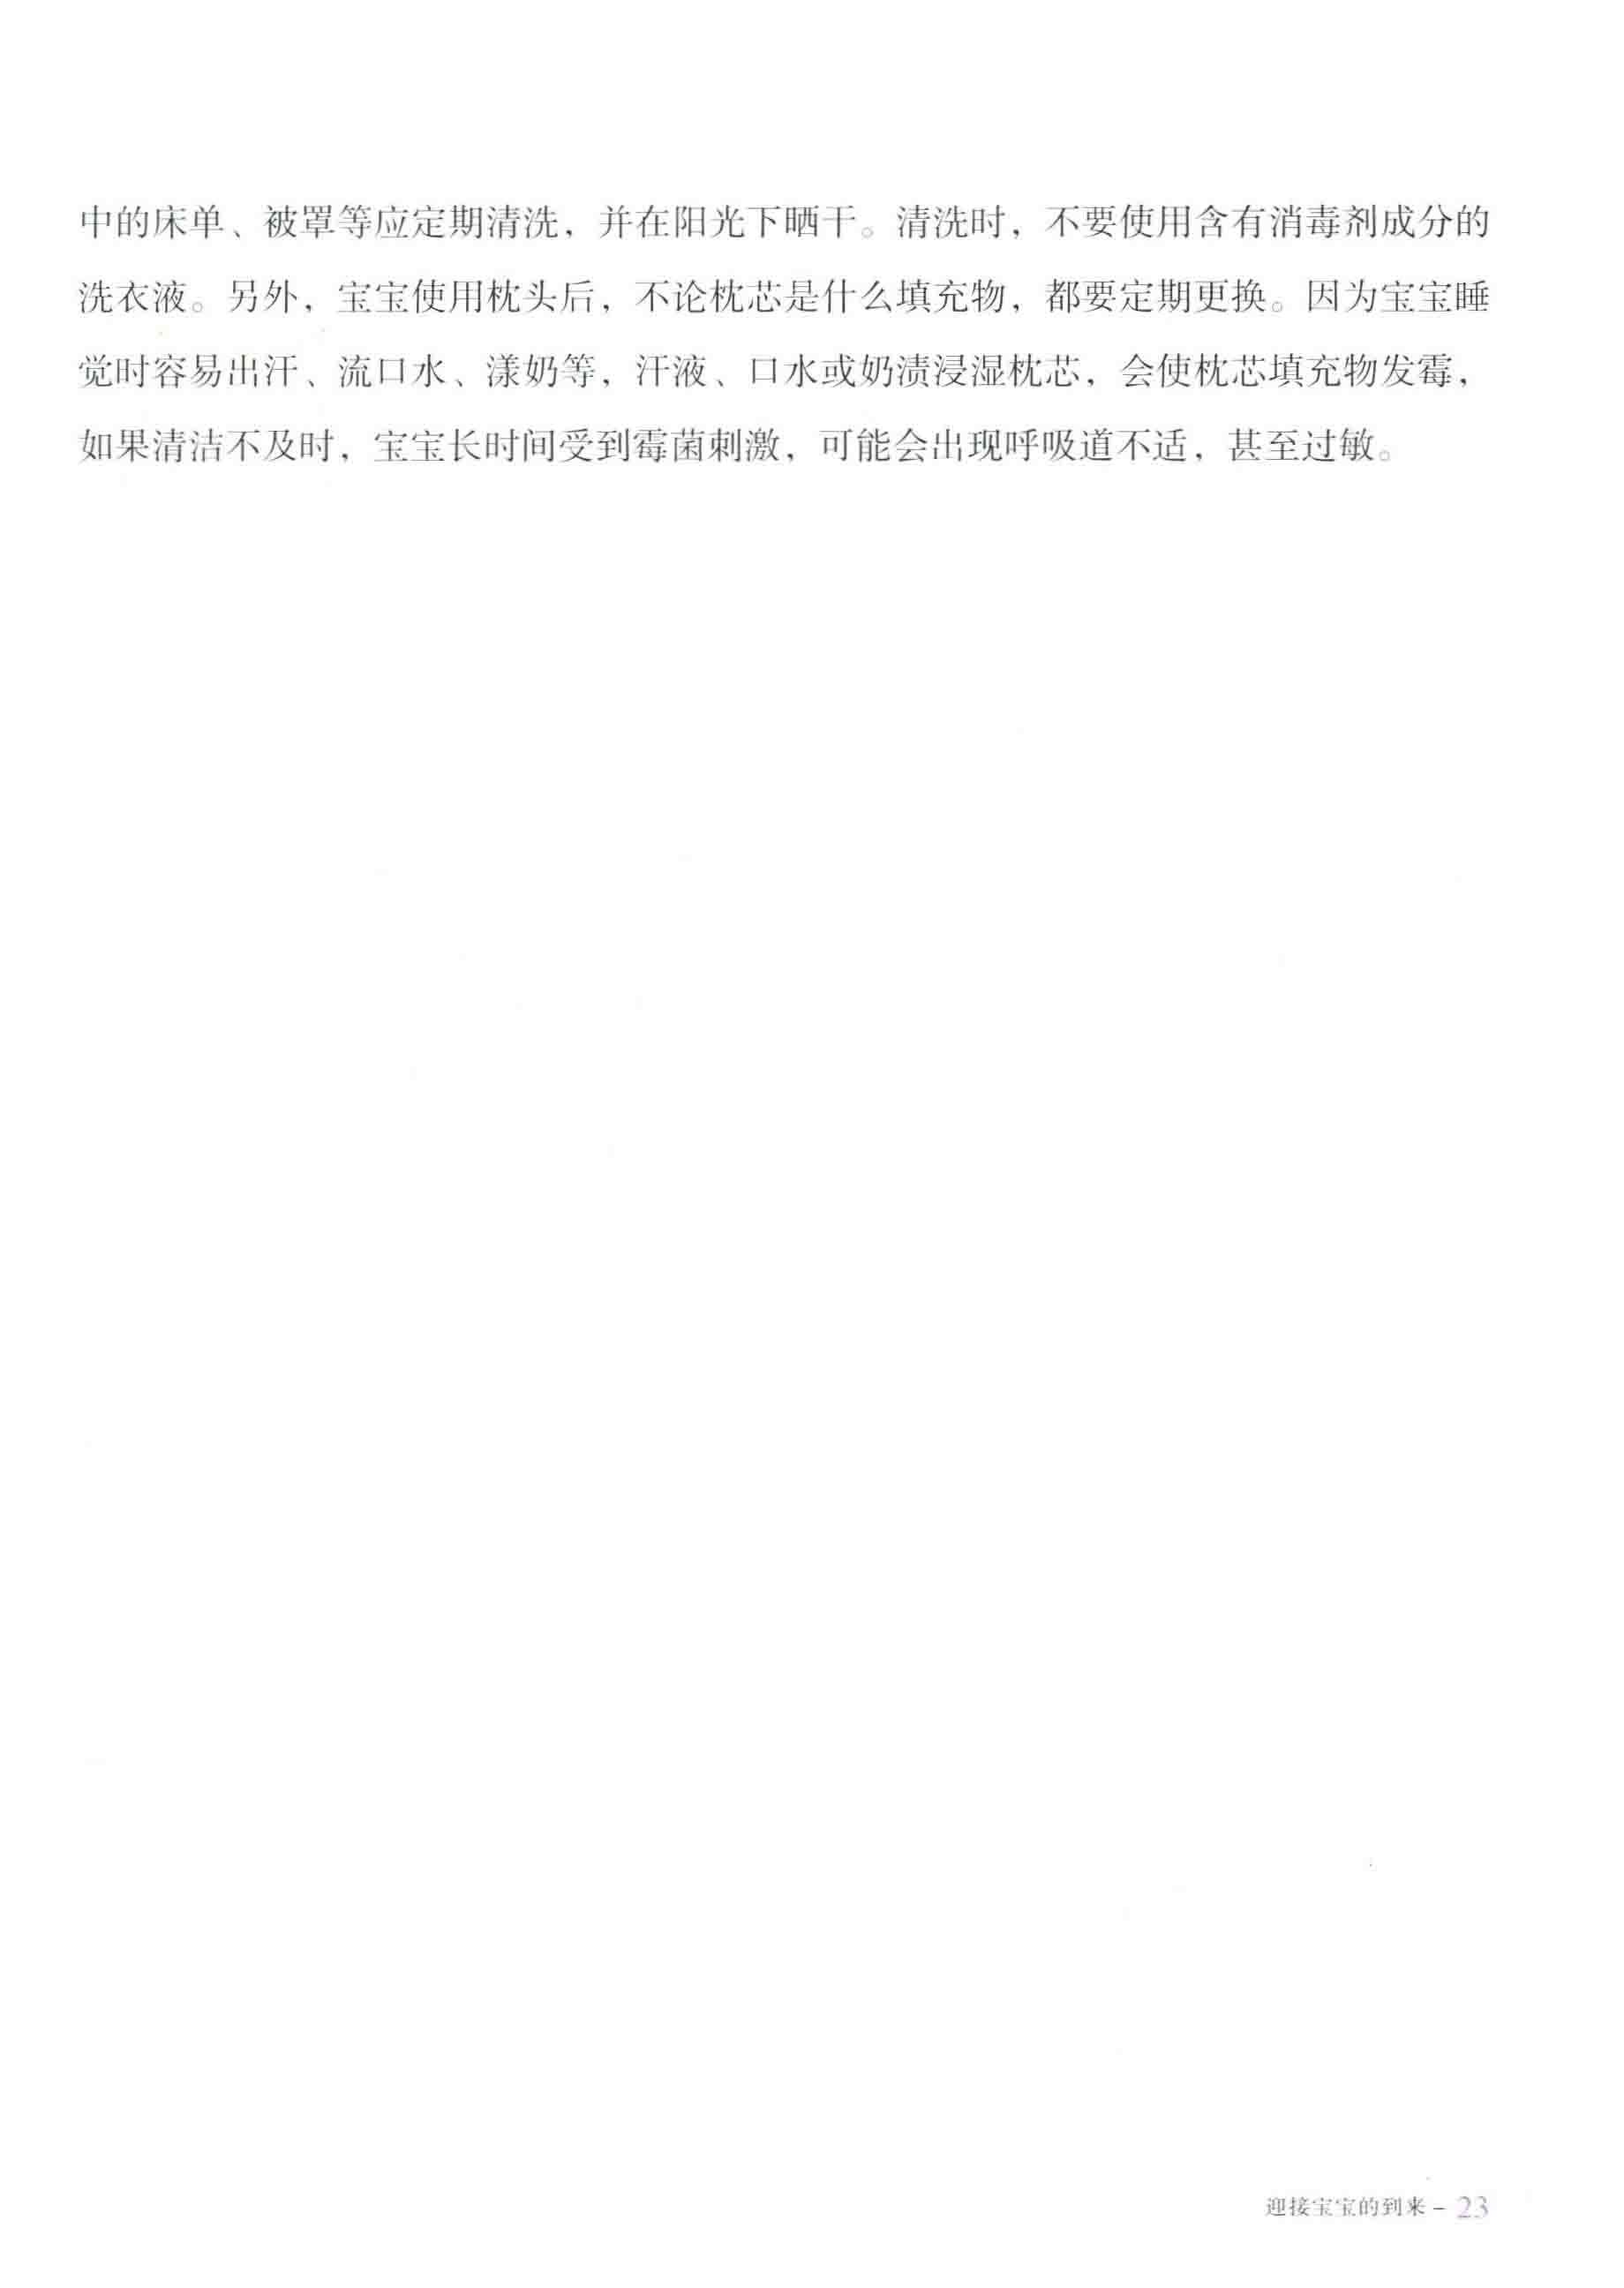 中的床单、被罩等应定期清洗，并在阳光下晒干。清洗时，不要使用含有消毒剂成分的
洗衣液。另外，宝宝使用枕头后，不论枕芯是什么填充物，都要定期更换。因为宝宝睡
觉时容易出汗、流口水、漾奶等，汗液、口水或奶渍浸湿枕芯，会使枕芯填充物发霉，
如果清洁不及时，宝宝长时间受到霉菌刺激，可能会出现呼吸道不适，甚至过敏。
迎接宝宝的到来 – 23